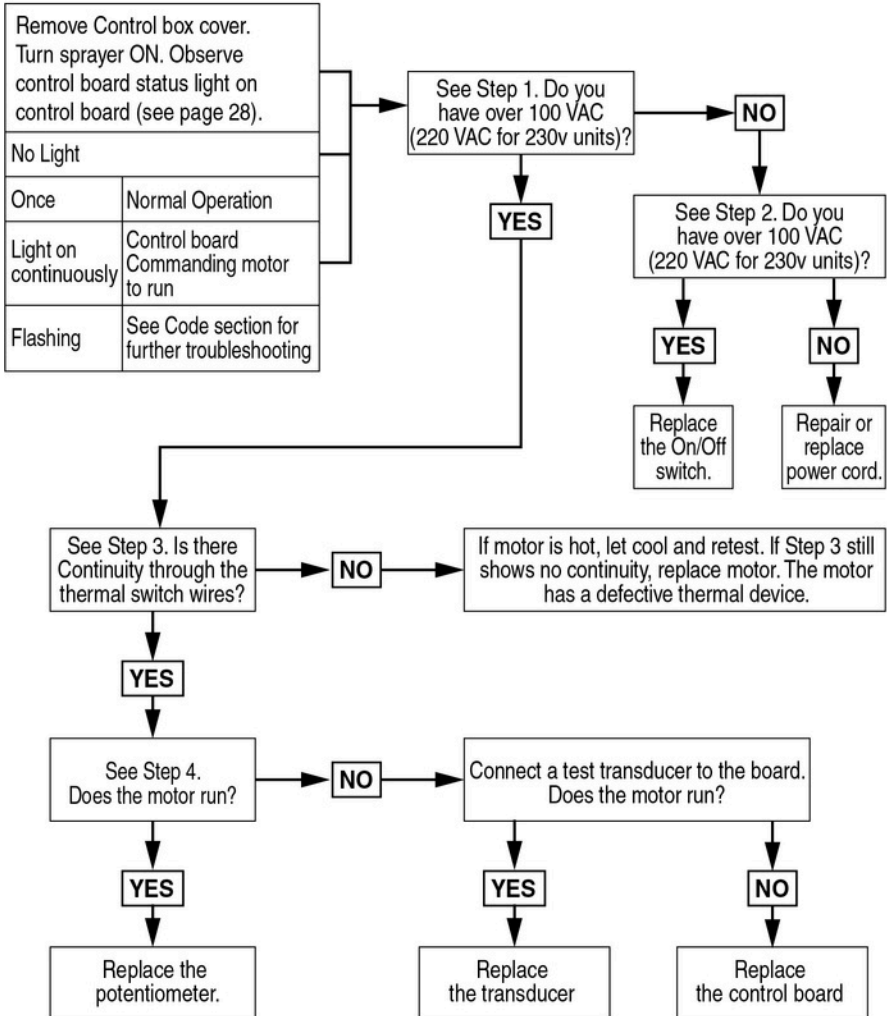 Remove Control box cover.
Turn sprayer ON. Observe
control board status light on
control board (see page 28).
No Light
Once
Normal Operation
Light on
continuously
Control board
Commanding motor
to run
Flashing
See Code section for
further troubleshooting
See Step 1. Do you
have over 100 VAC
(220 VAC for 230v units)?
NO
YES
See Step 2. Do you
have over 100 VAC
(220 VAC for 230v units)?
YES
NO
Replace
the On/Off
switch.
Repair or
replace
power cord.
See Step 3. Is there
Continuity through the
thermal switch wires?
NO
If motor is hot, let cool and retest. If Step 3 still
shows no continuity, replace motor. The motor
has a defective thermal device.
YES
See Step 4.
Does the motor run?
NO
Connect a test transducer to the board.
Does the motor run?
YES
YES
NO
Replace the
potentiometer.
Replace
the transducer
Replace
the control board